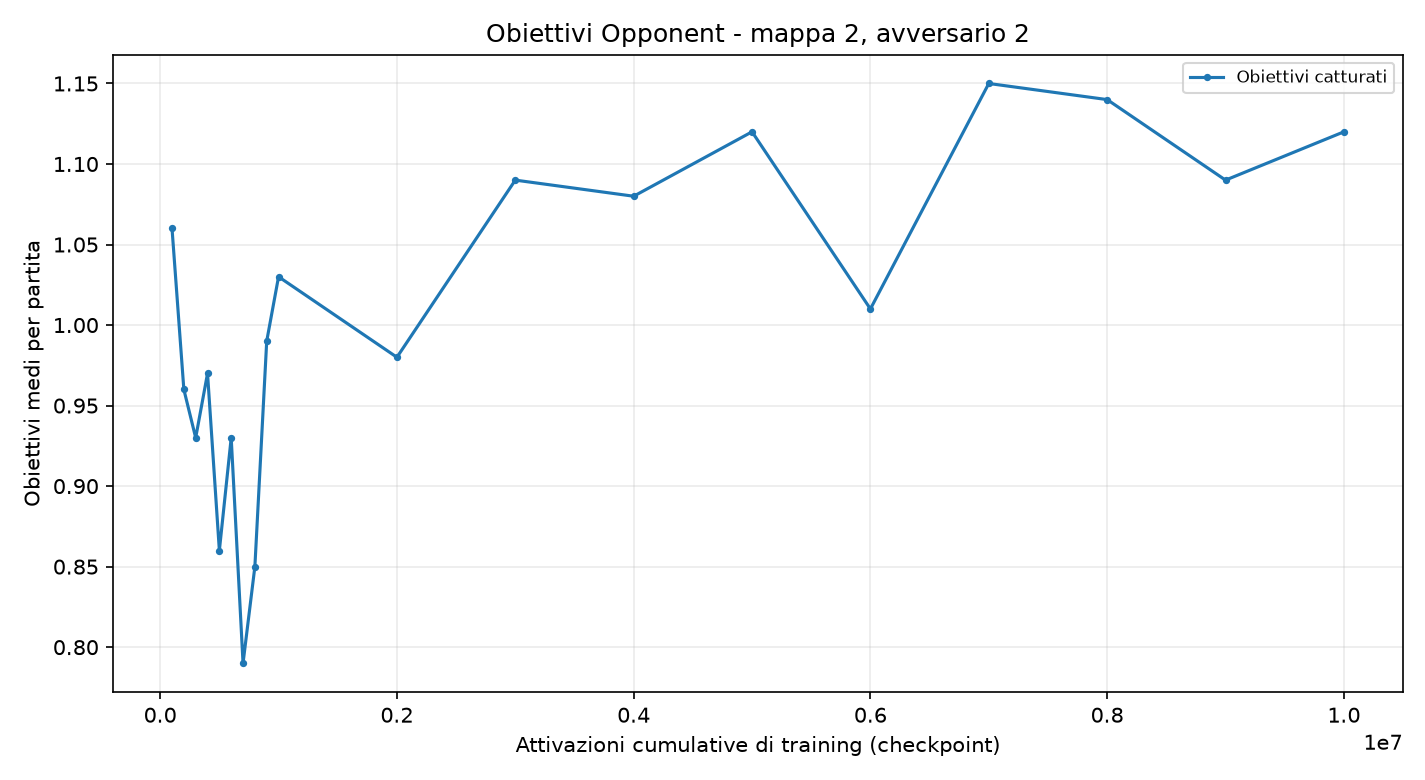 Obiettivi Opponent - mappa 2, avversario 2
Obiettivi catturati
Obiettivi medi per partita
1.15
1.10
1.05
1.00
0.95
0.90
0.85
0.80
0.0 0.2 0.4 0.6 0.8 1.0
1e7
Attivazioni cumulative di training (checkpoint)